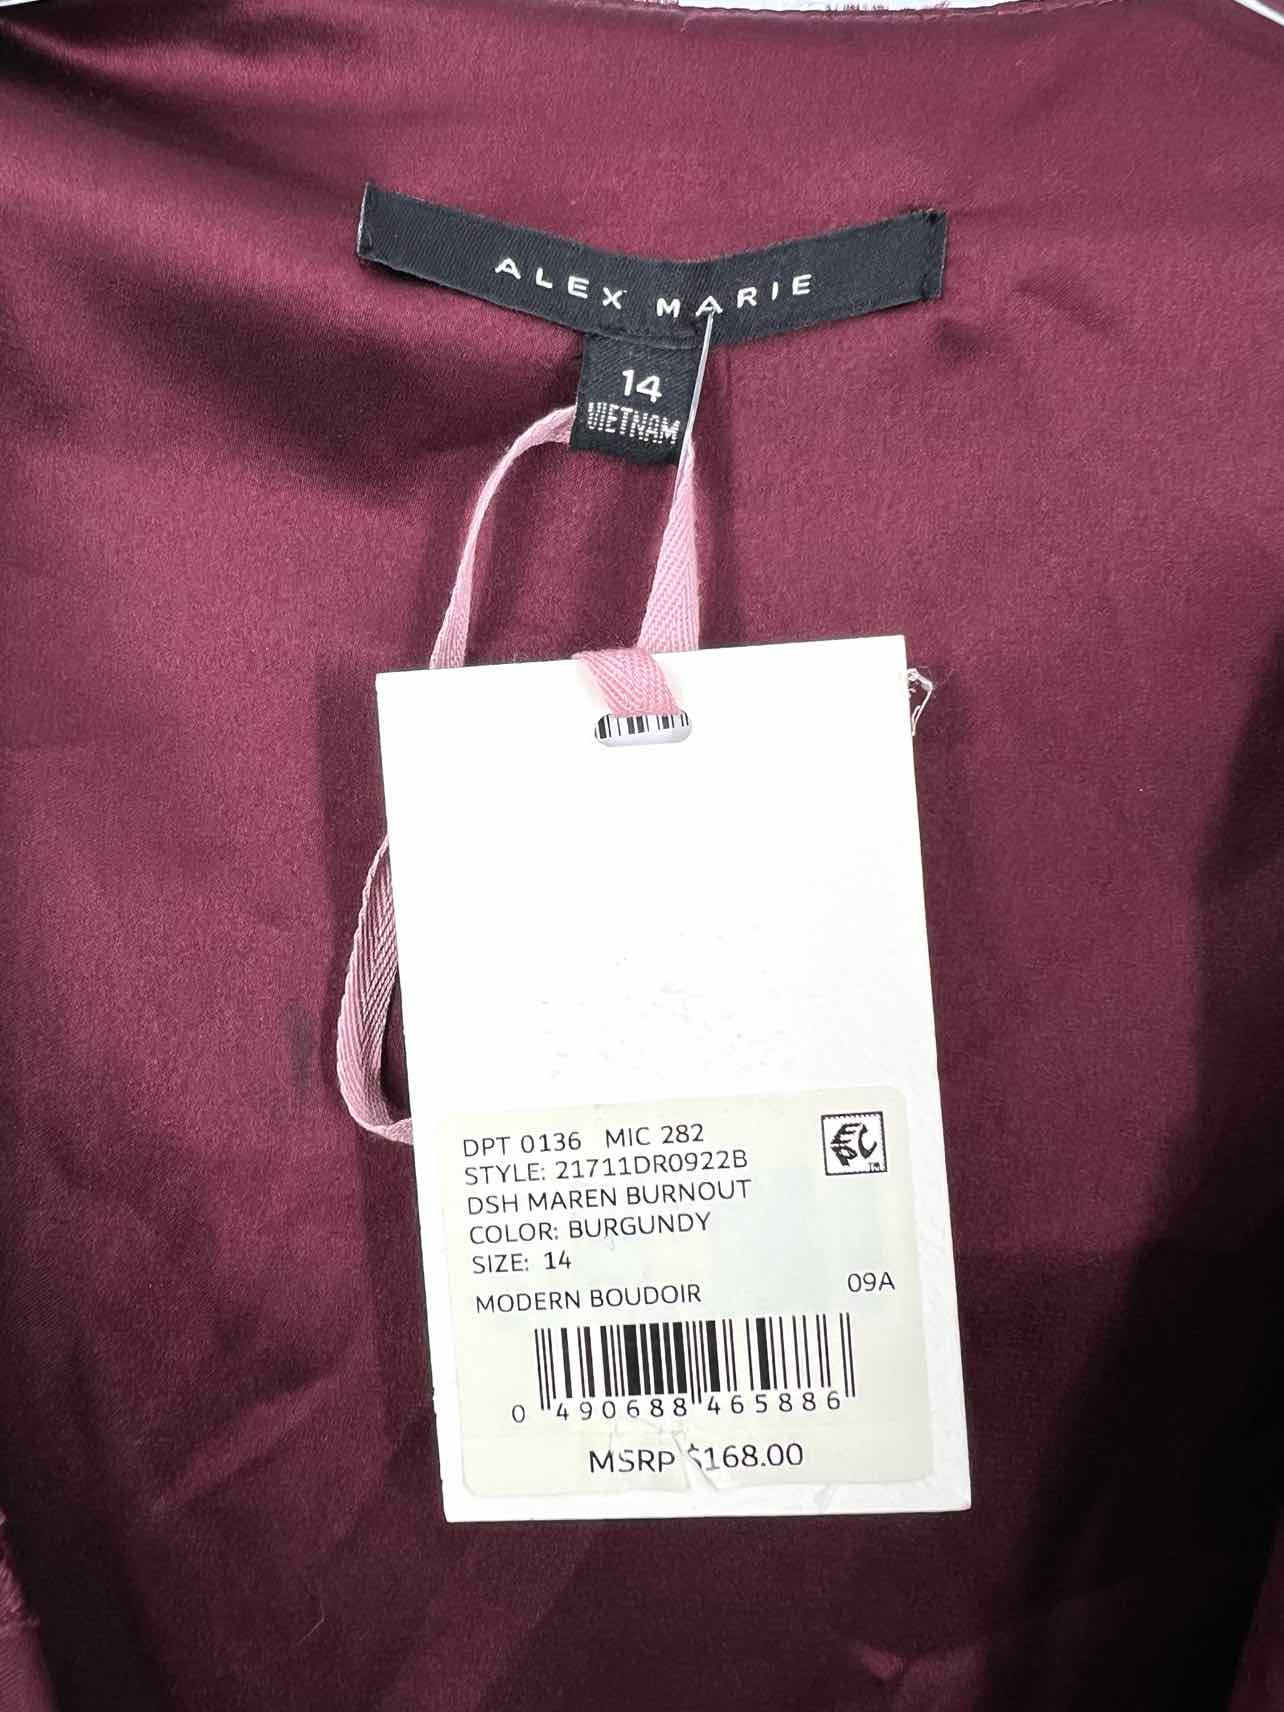 ALEX MARIE
14
VIETNAM
DPT 0136 MIC 282
STYLE: 21711DR0922B
DSH MAREN BURNOUT
COLOR: BURGUNDY
SIZE: 14
MODERN BOUDOIR 09A
0 490688 465886
MSRP $168.00